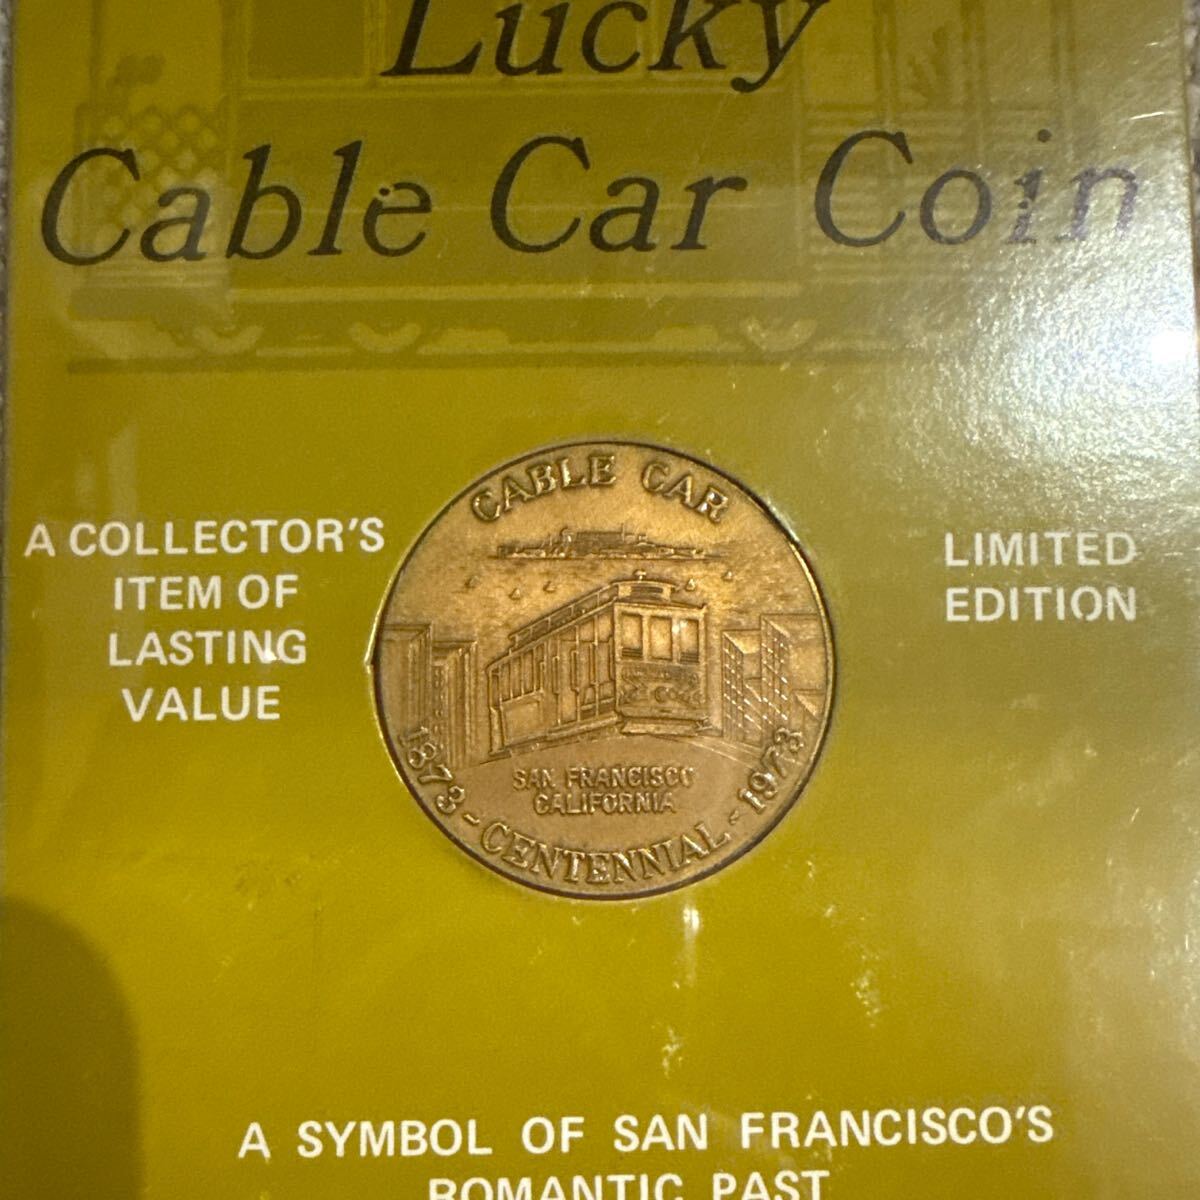 Lucky
Cable Car Coin
A COLLECTOR'S
ITEM OF
LASTING
VALUE
LIMITED
EDITION
CABLE CAR
SAN FRANCISCO
CALIFORNIA
1873 - CENTENNIAL - 1973
A SYMBOL OF SAN FRANCISCO'S
ROMANTIC PAST